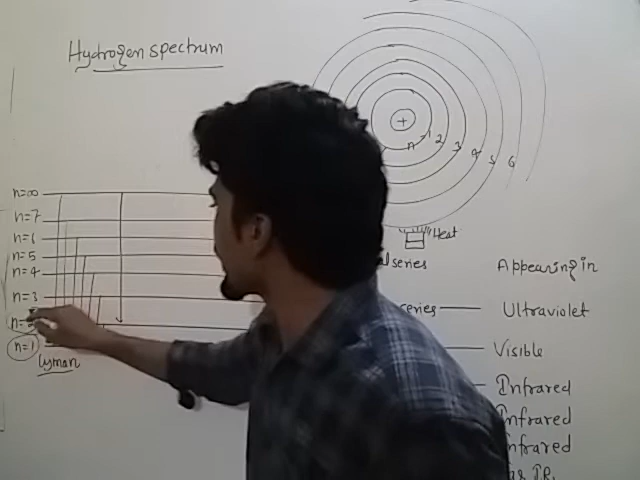 Hydrogen spectrum
+
n=1 2 3 4 5 6
Heat
n=∞
n=7
n=6
n=5
n=4
n=3
n=
n=1
Lyman
series Appearing in
series — Ultraviolet
— Visible
— Infrared
Infrared
Infrared